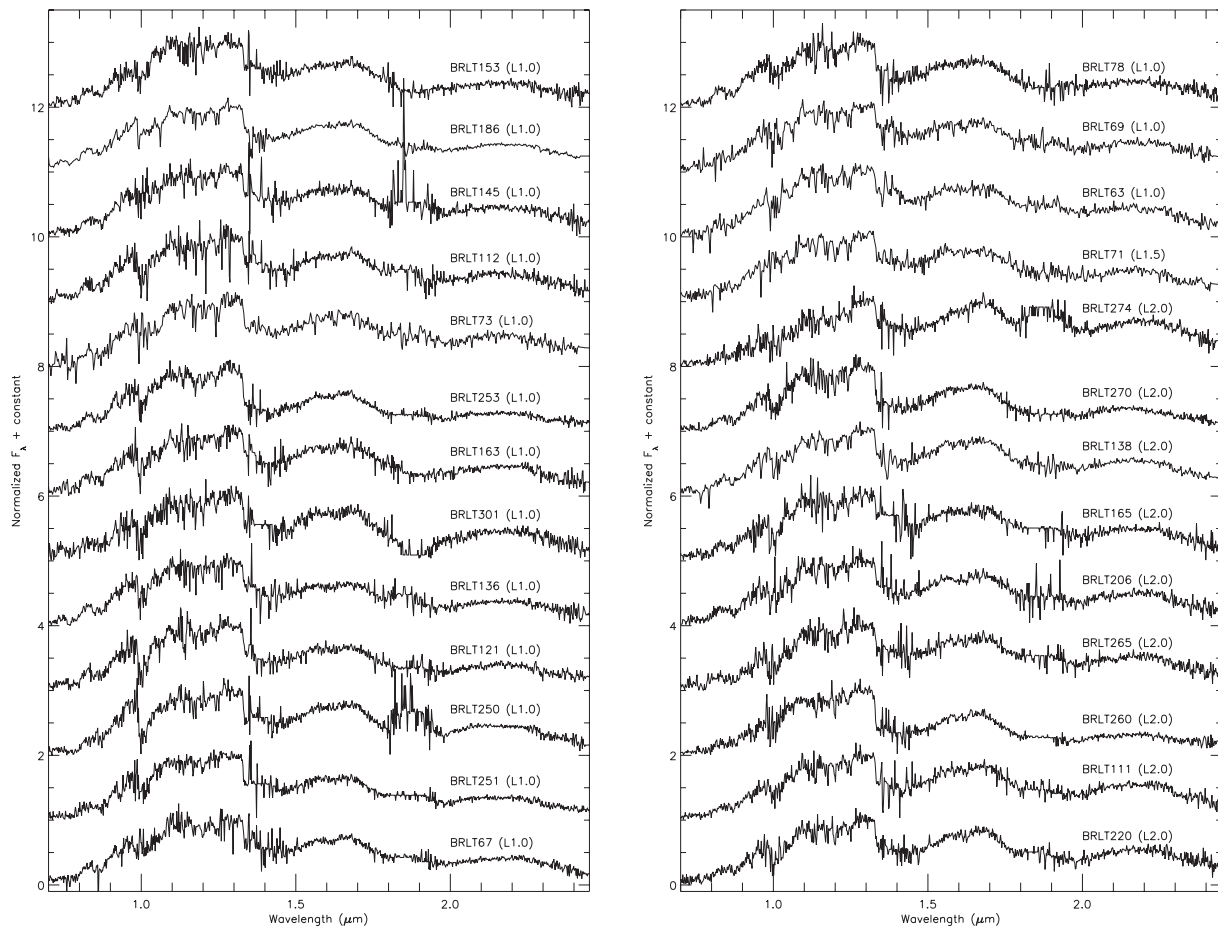 BRLT153 (L1.0)
BRLT186 (L1.0)
BRLT145 (L1.0)
BRLT112 (L1.0)
BRLT73 (L1.0)
BRLT253 (L1.0)
BRLT163 (L1.0)
BRLT301 (L1.0)
BRLT136 (L1.0)
BRLT121 (L1.0)
BRLT250 (L1.0)
BRLT251 (L1.0)
BRLT67 (L1.0)
12
10
8
6
4
2
0
Normalized Fλ + constant
1.0 1.5 2.0
Wavelength (μm)
BRLT78 (L1.0)
BRLT69 (L1.0)
BRLT63 (L1.0)
BRLT71 (L1.5)
BRLT274 (L2.0)
BRLT270 (L2.0)
BRLT138 (L2.0)
BRLT165 (L2.0)
BRLT206 (L2.0)
BRLT265 (L2.0)
BRLT260 (L2.0)
BRLT111 (L2.0)
BRLT220 (L2.0)
12
10
8
6
4
2
0
Normalized Fλ + constant
1.0 1.5 2.0
Wavelength (μm)